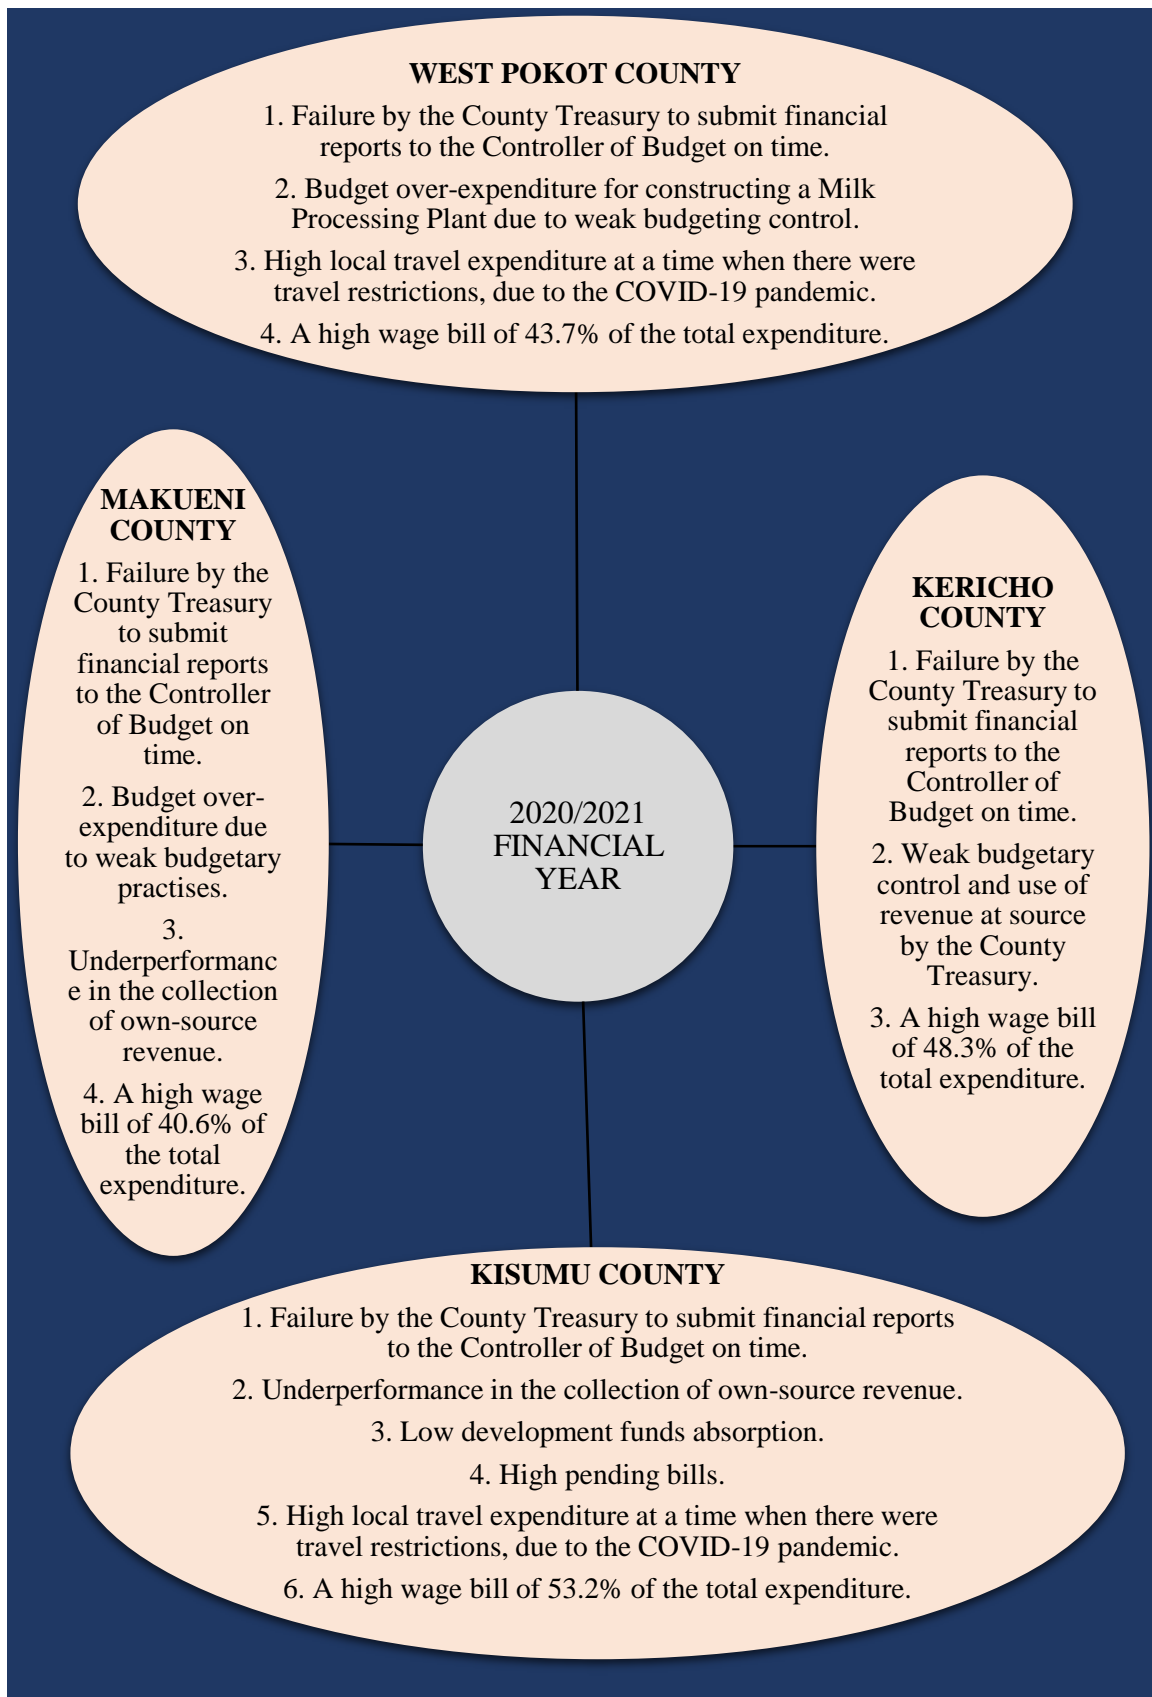 WEST POKOT COUNTY
1. Failure by the County Treasury to submit financial
reports to the Controller of Budget on time.
2. Budget over-expenditure for constructing a Milk
Processing Plant due to weak budgeting control.
3. High local travel expenditure at a time when there were
travel restrictions, due to the COVID-19 pandemic.
4. A high wage bill of 43.7% of the total expenditure.
MAKUENI
COUNTY
1. Failure by the
County Treasury
to submit
financial reports
to the Controller
of Budget on
time.
2. Budget over-
expenditure due
to weak budgetary
practises.
3.
Underperformanc
e in the collection
of own-source
revenue.
4. A high wage
bill of 40.6% of
the total
expenditure.
2020/2021
FINANCIAL
YEAR
KERICHO
COUNTY
1. Failure by the
County Treasury to
submit financial
reports to the
Controller of
Budget on time.
2. Weak budgetary
control and use of
revenue at source
by the County
Treasury.
3. A high wage bill
of 48.3% of the
total expenditure.
KISUMU COUNTY
1. Failure by the County Treasury to submit financial reports
to the Controller of Budget on time.
2. Underperformance in the collection of own-source revenue.
3. Low development funds absorption.
4. High pending bills.
5. High local travel expenditure at a time when there were
travel restrictions, due to the COVID-19 pandemic.
6. A high wage bill of 53.2% of the total expenditure.